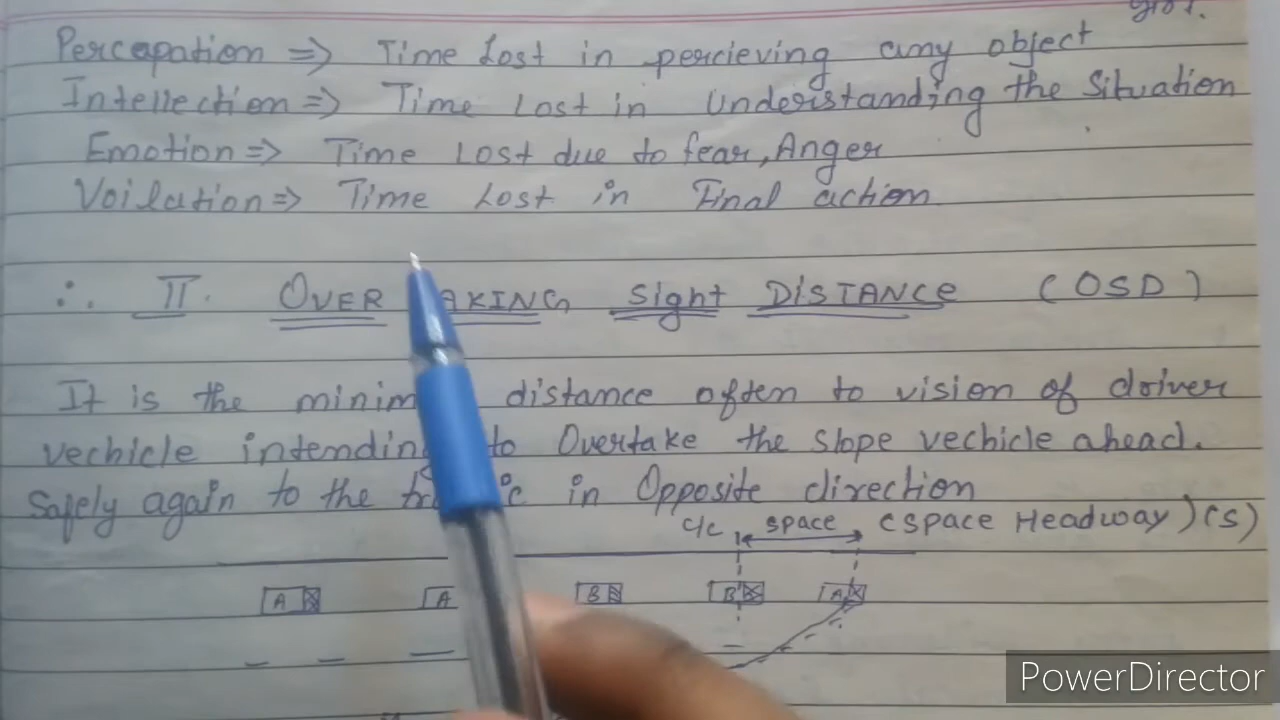 Percepation => Time Lost in percieving any object
Intellection => Time Lost in Understanding the Situation
Emotion => Time Lost due to fear, Anger
Voilation => Time Lost in Final action
∴ II. OVER AKING Sight DISTANCE (OSD)
It is the minim distance often to vision of driver
vechicle intending to Overtake the slope vechicle ahead.
Safely again to the in Opposite direction
c/c space (space Headway) (S)
A A B B A
PowerDirector